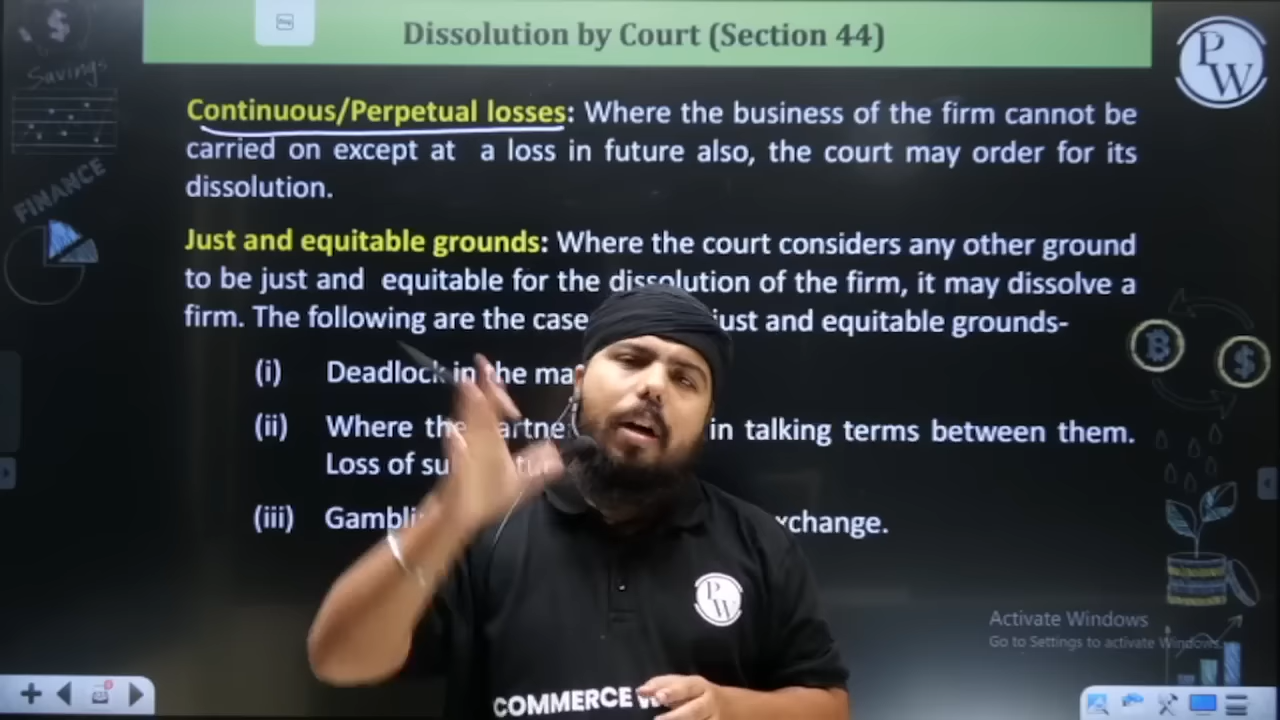 Dissolution by Court (Section 44)
P
W
Savings
FINANCE
Continuous/Perpetual losses: Where the business of the firm cannot be
carried on except at a loss in future also, the court may order for its
dissolution.
Just and equitable grounds: Where the court considers any other ground
to be just and equitable for the dissolution of the firm, it may dissolve a
firm. The following are the case just and equitable grounds-
(i) Deadlock in the ma
(ii) Where the artne in talking terms between them.
Loss of su
(iii) Gambli xchange.
P
W
COMMERCE W
Activate Windows
Go to Settings to activate Windows.